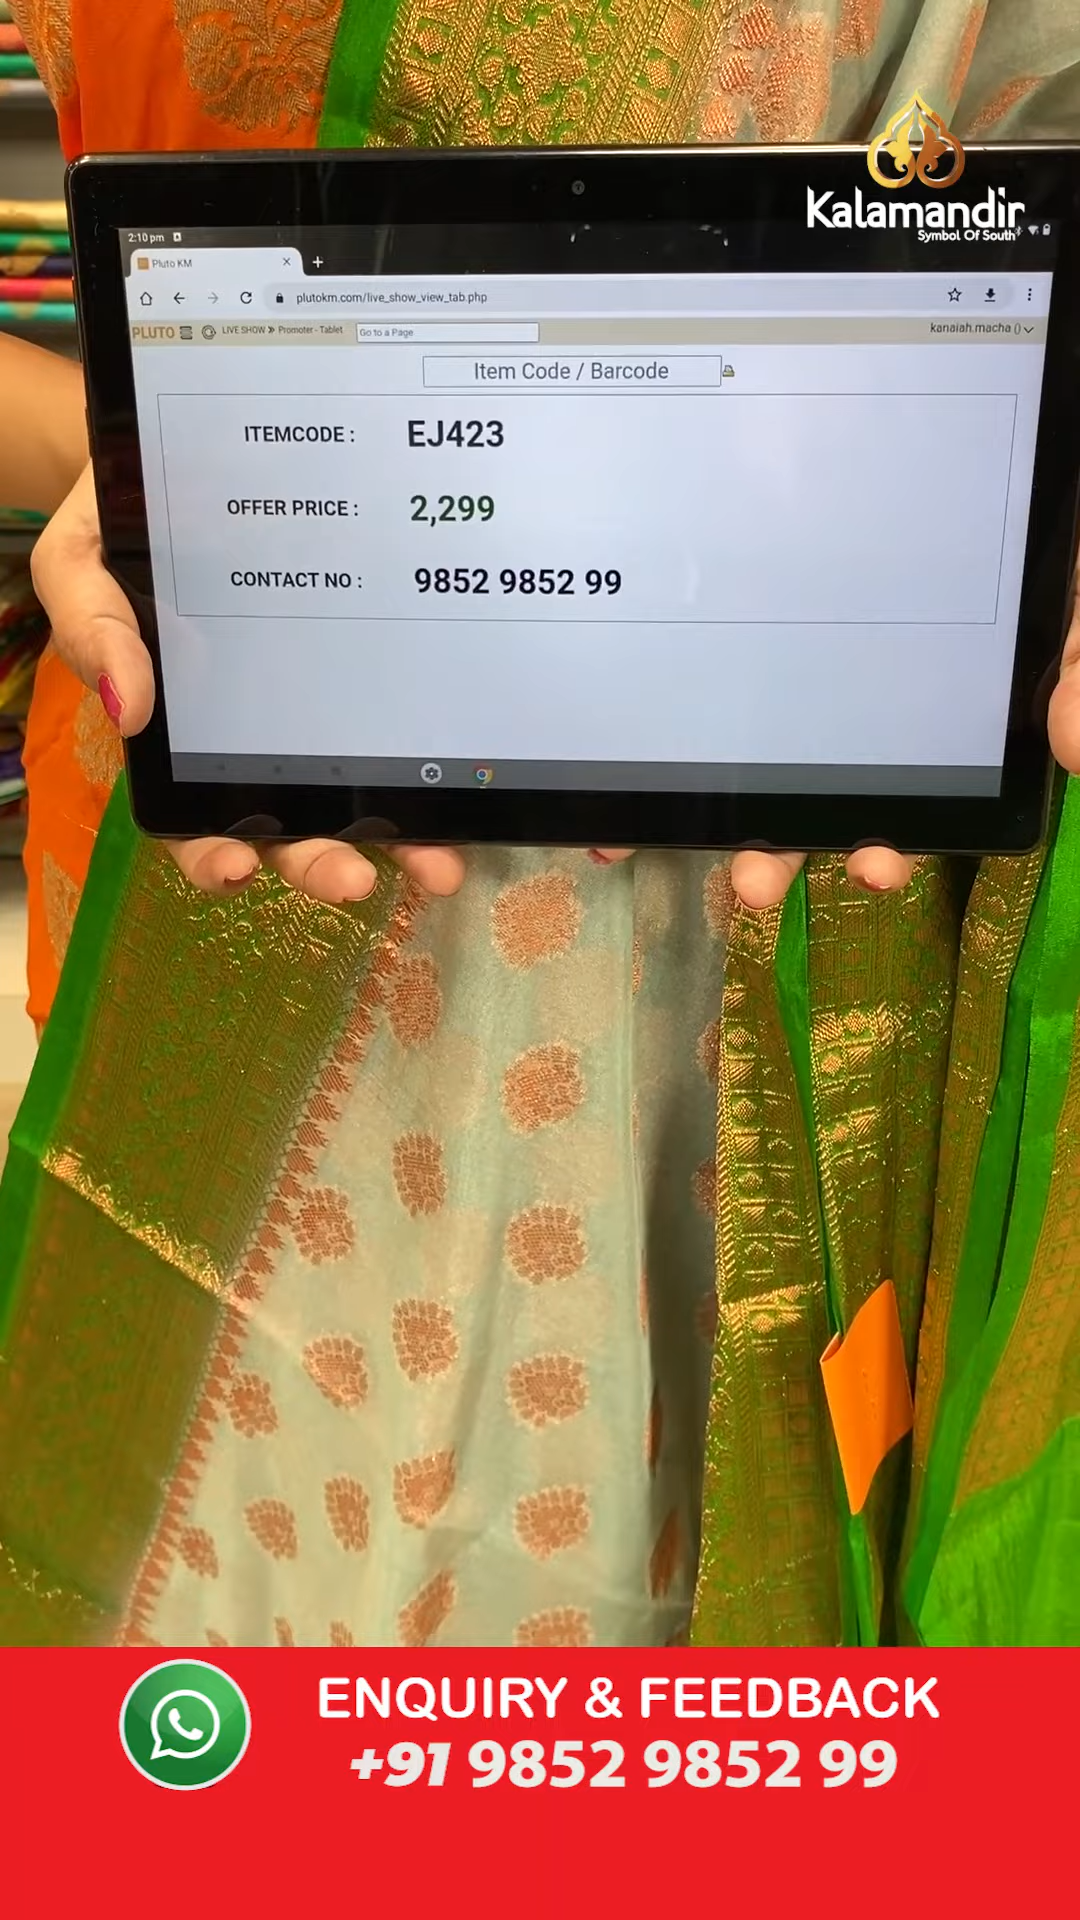 Kalamandir
Symbol Of South
2:10 pm
Pluto KM
plutokm.com/live_show_view_tab.php
PLUTO LIVE SHOW » Promoter - Tablet Go to a Page kanaiah.macha ()
Item Code / Barcode
ITEMCODE : EJ423
OFFER PRICE : 2,299
CONTACT NO : 9852 9852 99
ENQUIRY & FEEDBACK
+91 9852 9852 99